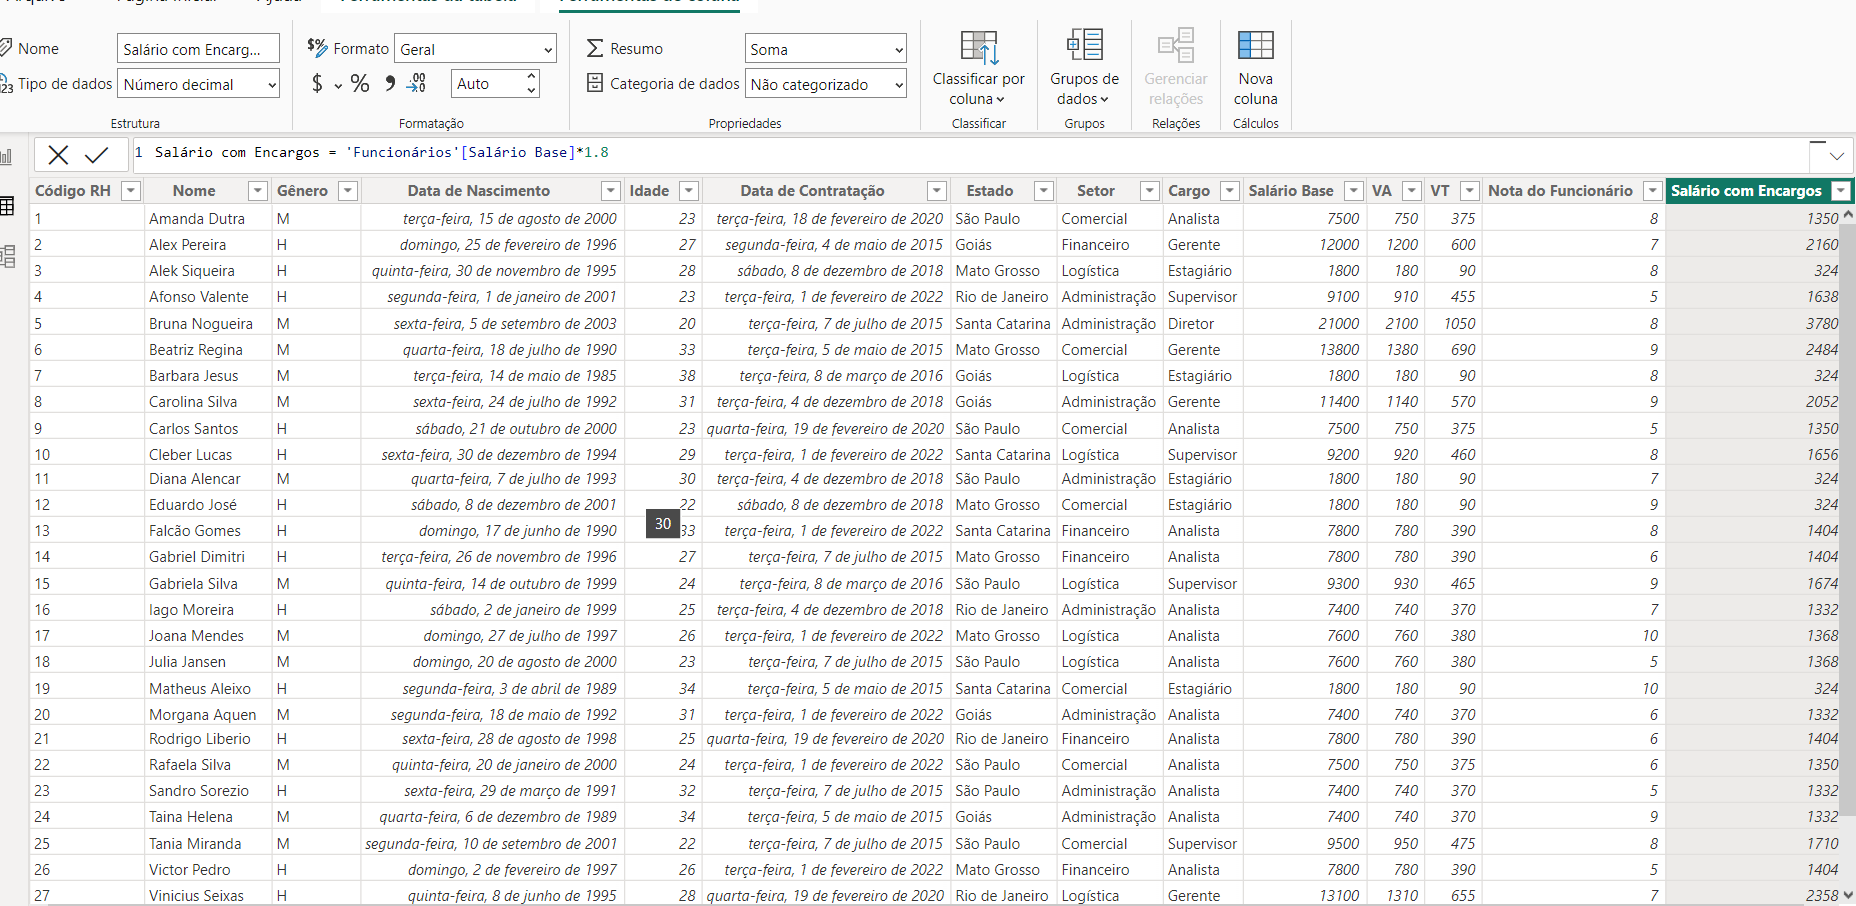 Nome
Salário com Encarg...
Formato
Geral
Resumo
Soma
Tipo de dados
Número decimal
$ % 9 .00
Auto
Categoria de dados
Não categorizado
Classificar por
coluna
Grupos de
dados
Gerenciar
relações
Nova
coluna
Estrutura
Formatação
Propriedades
Classificar
Grupos
Relações
Cálculos
1 Salário com Encargos = 'Funcionários'[Salário Base]*1.8
Código RH Nome Gênero Data de Nascimento Idade Data de Contratação Estado Setor Cargo Salário Base VA VT Nota do Funcionário Salário com Encargos
1 Amanda Dutra M terça-feira, 15 de agosto de 2000 23 terça-feira, 18 de fevereiro de 2020 São Paulo Comercial Analista 7500 750 375 8 1350
2 Alex Pereira H domingo, 25 de fevereiro de 1996 27 segunda-feira, 4 de maio de 2015 Goiás Financeiro Gerente 12000 1200 600 7 2160
3 Alek Siqueira H quinta-feira, 30 de novembro de 1995 28 sábado, 8 de dezembro de 2018 Mato Grosso Logística Estagiário 1800 180 90 8 324
4 Afonso Valente H segunda-feira, 1 de janeiro de 2001 23 terça-feira, 1 de fevereiro de 2022 Rio de Janeiro Administração Supervisor 9100 910 455 5 1638
5 Bruna Nogueira M sexta-feira, 5 de setembro de 2003 20 terça-feira, 7 de julho de 2015 Santa Catarina Administração Diretor 21000 2100 1050 8 3780
6 Beatriz Regina M quarta-feira, 18 de julho de 1990 33 terça-feira, 5 de maio de 2015 Mato Grosso Comercial Gerente 13800 1380 690 9 2484
7 Barbara Jesus M terça-feira, 14 de maio de 1985 38 terça-feira, 8 de março de 2016 Goiás Logística Estagiário 1800 180 90 8 324
8 Carolina Silva M sexta-feira, 24 de julho de 1992 31 terça-feira, 4 de dezembro de 2018 Goiás Administração Gerente 11400 1140 570 9 2052
9 Carlos Santos H sábado, 21 de outubro de 2000 23 quarta-feira, 19 de fevereiro de 2020 São Paulo Comercial Analista 7500 750 375 5 1350
10 Cleber Lucas H sexta-feira, 30 de dezembro de 1994 29 terça-feira, 1 de fevereiro de 2022 Santa Catarina Logística Supervisor 9200 920 460 8 1656
11 Diana Alencar M quarta-feira, 7 de julho de 1993 30 terça-feira, 4 de dezembro de 2018 São Paulo Administração Estagiário 1800 180 90 7 324
12 Eduardo José H sábado, 8 de dezembro de 2001 22 sábado, 8 de dezembro de 2018 Mato Grosso Comercial Estagiário 1800 180 90 9 324
30
13 Falcão Gomes H domingo, 17 de junho de 1990 33 terça-feira, 1 de fevereiro de 2022 Santa Catarina Financeiro Analista 7800 780 390 8 1404
14 Gabriel Dimitri H terça-feira, 26 de novembro de 1996 27 terça-feira, 7 de julho de 2015 Mato Grosso Financeiro Analista 7800 780 390 6 1404
15 Gabriela Silva M quinta-feira, 14 de outubro de 1999 24 terça-feira, 8 de março de 2016 São Paulo Logística Supervisor 9300 930 465 9 1674
16 Iago Moreira H sábado, 2 de janeiro de 1999 25 terça-feira, 4 de dezembro de 2018 Rio de Janeiro Administração Analista 7400 740 370 7 1332
17 Joana Mendes M domingo, 27 de julho de 1997 26 terça-feira, 1 de fevereiro de 2022 Mato Grosso Logística Analista 7600 760 380 10 1368
18 Julia Jansen M domingo, 20 de agosto de 2000 23 terça-feira, 7 de julho de 2015 São Paulo Logística Analista 7600 760 380 5 1368
19 Matheus Aleixo H segunda-feira, 3 de abril de 1989 34 terça-feira, 5 de maio de 2015 Santa Catarina Comercial Estagiário 1800 180 90 10 324
20 Morgana Aquen M segunda-feira, 18 de maio de 1992 31 terça-feira, 1 de fevereiro de 2022 Goiás Administração Analista 7400 740 370 6 1332
21 Rodrigo Liberio H sexta-feira, 28 de agosto de 1998 25 quarta-feira, 19 de fevereiro de 2020 Rio de Janeiro Financeiro Analista 7800 780 390 6 1404
22 Rafaela Silva M quinta-feira, 20 de janeiro de 2000 24 terça-feira, 1 de fevereiro de 2022 São Paulo Comercial Analista 7500 750 375 6 1350
23 Sandro Sorezio H sexta-feira, 29 de março de 1991 32 terça-feira, 7 de julho de 2015 São Paulo Administração Analista 7400 740 370 5 1332
24 Taina Helena M quarta-feira, 6 de dezembro de 1989 34 terça-feira, 5 de maio de 2015 Goiás Administração Analista 7400 740 370 9 1332
25 Tania Miranda M segunda-feira, 10 de setembro de 2001 22 terça-feira, 7 de julho de 2015 São Paulo Comercial Supervisor 9500 950 475 8 1710
26 Victor Pedro H domingo, 2 de fevereiro de 1997 26 terça-feira, 1 de fevereiro de 2022 Mato Grosso Financeiro Analista 7800 780 390 5 1404
27 Vinicius Seixas H quinta-feira, 8 de junho de 1995 28 quarta-feira, 19 de fevereiro de 2020 Rio de Janeiro Logística Gerente 13100 1310 655 7 2358